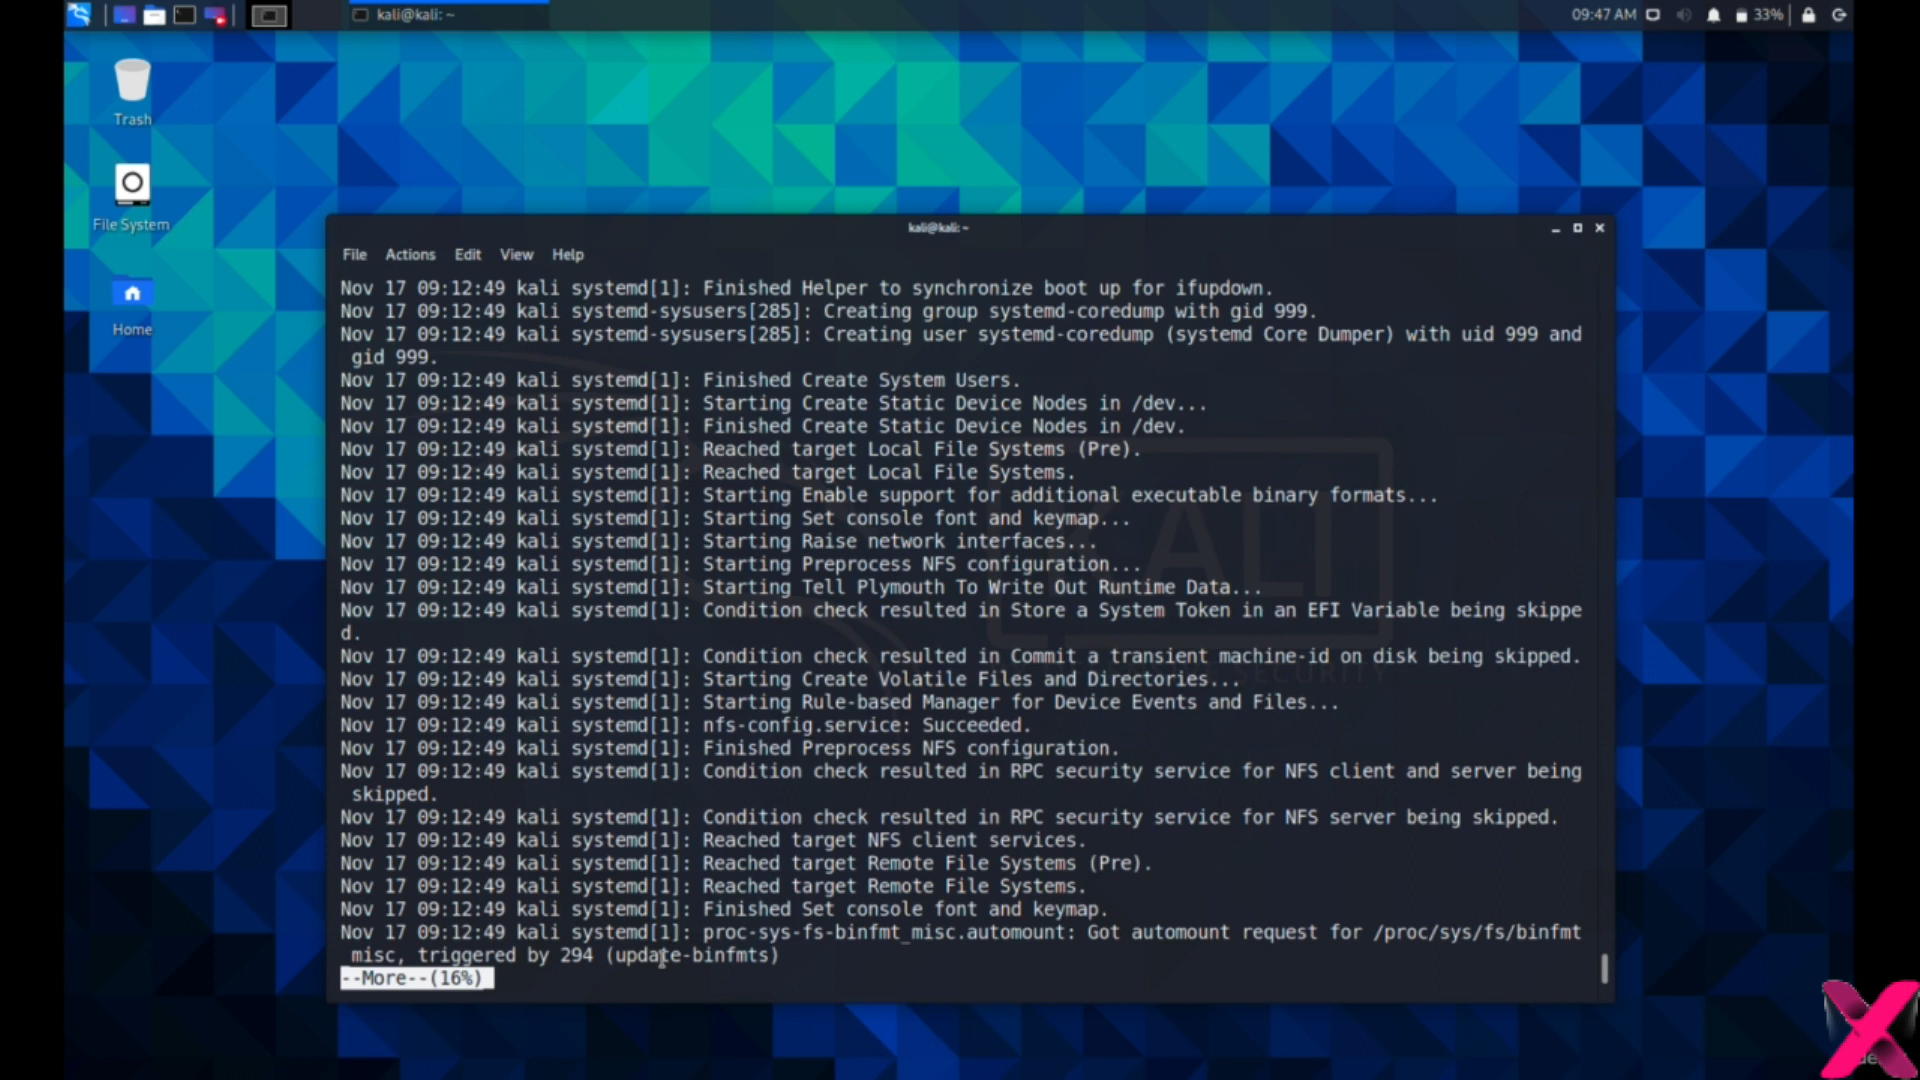 kali@kali: ~
09:47 AM
33%
Trash
File System
Home
kali@kali: ~
File Actions Edit View Help
Nov 17 09:12:49 kali systemd[1]: Finished Helper to synchronize boot up for ifupdown.
Nov 17 09:12:49 kali systemd-sysusers[285]: Creating group systemd-coredump with gid 999.
Nov 17 09:12:49 kali systemd-sysusers[285]: Creating user systemd-coredump (systemd Core Dumper) with uid 999 and
gid 999.
Nov 17 09:12:49 kali systemd[1]: Finished Create System Users.
Nov 17 09:12:49 kali systemd[1]: Starting Create Static Device Nodes in /dev...
Nov 17 09:12:49 kali systemd[1]: Finished Create Static Device Nodes in /dev.
Nov 17 09:12:49 kali systemd[1]: Reached target Local File Systems (Pre).
Nov 17 09:12:49 kali systemd[1]: Reached target Local File Systems.
Nov 17 09:12:49 kali systemd[1]: Starting Enable support for additional executable binary formats...
Nov 17 09:12:49 kali systemd[1]: Starting Set console font and keymap...
Nov 17 09:12:49 kali systemd[1]: Starting Raise network interfaces...
Nov 17 09:12:49 kali systemd[1]: Starting Preprocess NFS configuration...
Nov 17 09:12:49 kali systemd[1]: Starting Tell Plymouth To Write Out Runtime Data...
Nov 17 09:12:49 kali systemd[1]: Condition check resulted in Store a System Token in an EFI Variable being skippe
d.
Nov 17 09:12:49 kali systemd[1]: Condition check resulted in Commit a transient machine-id on disk being skipped.
Nov 17 09:12:49 kali systemd[1]: Starting Create Volatile Files and Directories...
Nov 17 09:12:49 kali systemd[1]: Starting Rule-based Manager for Device Events and Files...
Nov 17 09:12:49 kali systemd[1]: nfs-config.service: Succeeded.
Nov 17 09:12:49 kali systemd[1]: Finished Preprocess NFS configuration.
Nov 17 09:12:49 kali systemd[1]: Condition check resulted in RPC security service for NFS client and server being
skipped.
Nov 17 09:12:49 kali systemd[1]: Condition check resulted in RPC security service for NFS server being skipped.
Nov 17 09:12:49 kali systemd[1]: Reached target NFS client services.
Nov 17 09:12:49 kali systemd[1]: Reached target Remote File Systems (Pre).
Nov 17 09:12:49 kali systemd[1]: Reached target Remote File Systems.
Nov 17 09:12:49 kali systemd[1]: Finished Set console font and keymap.
Nov 17 09:12:49 kali systemd[1]: proc-sys-fs-binfmt_misc.automount: Got automount request for /proc/sys/fs/binfmt
misc, triggered by 294 (update-binfmts)
--More--(16%)
KALI
SECURITY
X